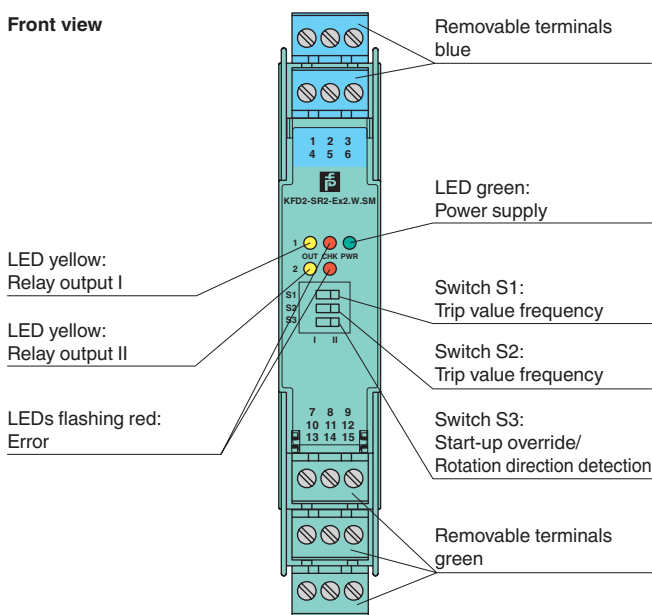 Front view
Removable terminals
blue
1 2 3
4 5 6
KFD2-SR2-Ex2.W.SM
LED green:
Power supply
1
OUT CHK PWR
2
LED yellow:
Relay output I
LED yellow:
Relay output II
LEDs flashing red:
Error
S1
S2
S3
I II
Switch S1:
Trip value frequency
Switch S2:
Trip value frequency
Switch S3:
Start-up override/
Rotation direction detection
7 8 9
10 11 12
13 14 15
Removable terminals
green